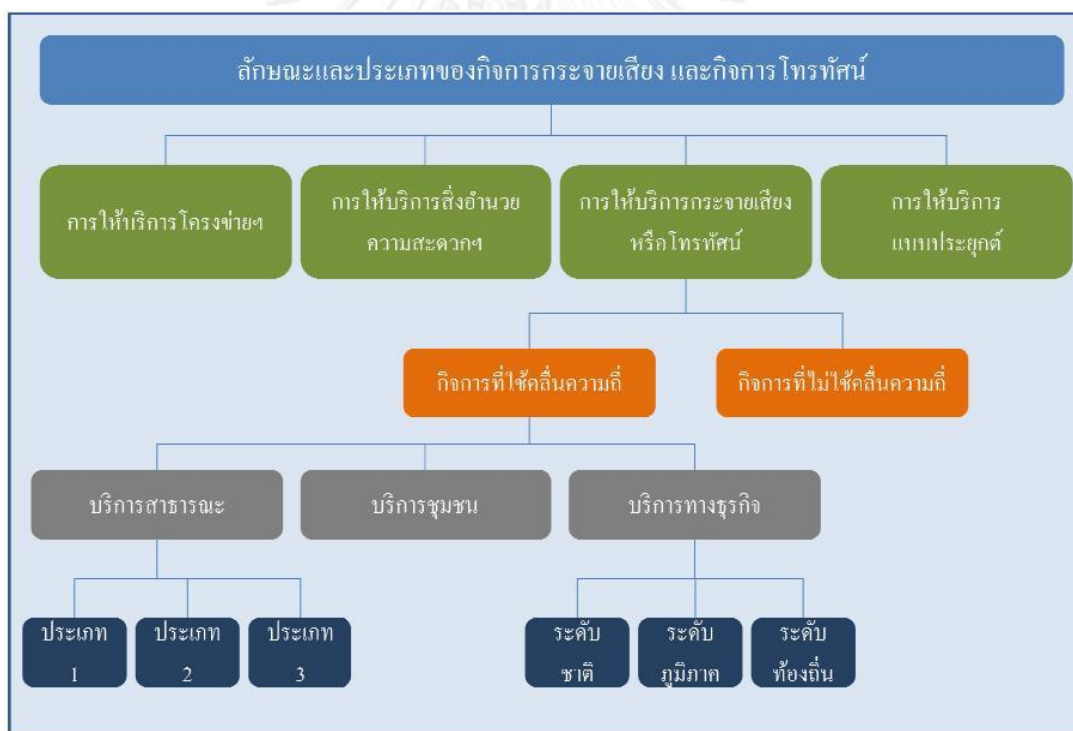 ลักษณะและประเภทของกิจการกระจายเสียง และกิจการโทรทัศน์
การให้บริการโครงข่ายฯ
การให้บริการสิ่งอำนวย
ความสะดวกฯ
การให้บริการกระจายเสียง
หรือโทรทัศน์
การให้บริการ
แบบประยุกต์
กิจการที่ใช้คลื่นความถี่
กิจการที่ไม่ใช้คลื่นความถี่
บริการสาธารณะ
บริการชุมชน
บริการทางธุรกิจ
ประเภท
1
ประเภท
2
ประเภท
3
ระดับ
ชาติ
ระดับ
ภูมิภาค
ระดับ
ท้องถิ่น